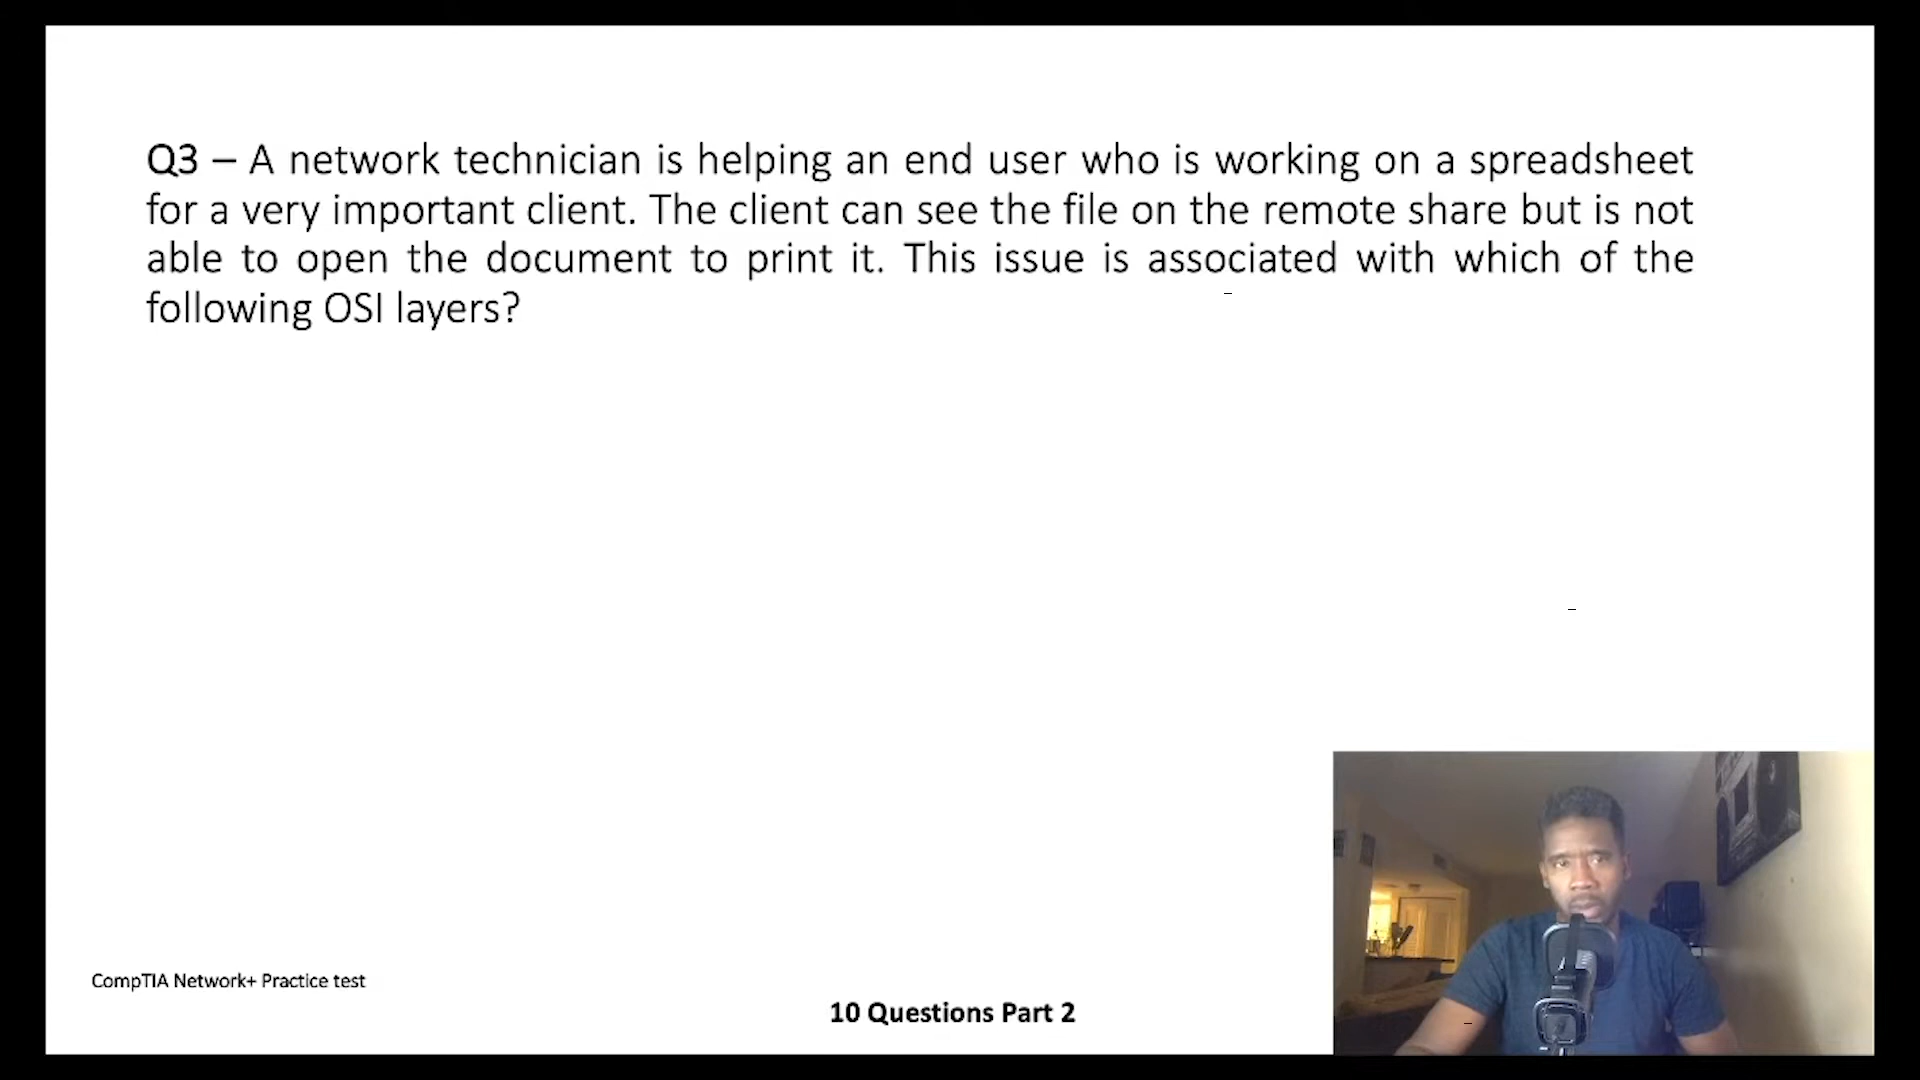 Q3 – A network technician is helping an end user who is working on a spreadsheet
for a very important client. The client can see the file on the remote share but is not
able to open the document to print it. This issue is associated with which of the
following OSI layers?
CompTIA Network+ Practice test
10 Questions Part 2